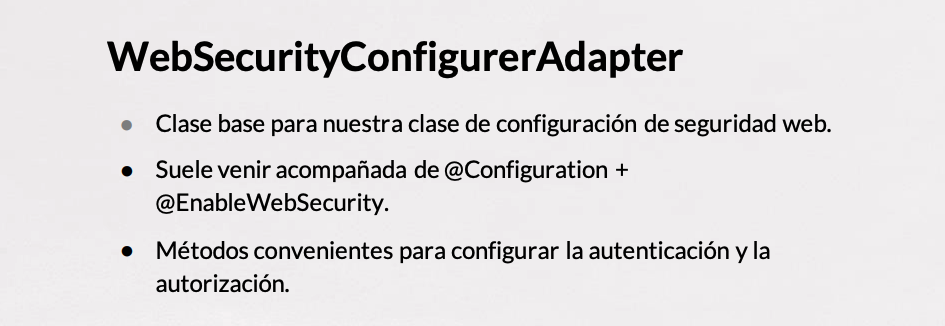 WebSecurityConfigurerAdapter
● Clase base para nuestra clase de configuración de seguridad web.
● Suele venir acompañada de @Configuration +
@EnableWebSecurity.
● Métodos convenientes para configurar la autenticación y la
autorización.